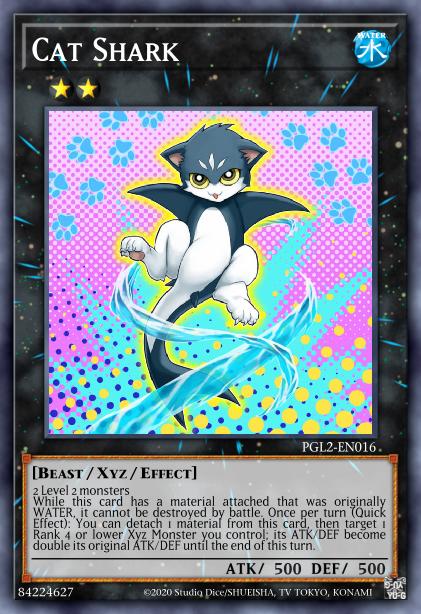 CAT SHARK
WATER
水
PGL2-EN016
[BEAST / XYZ / EFFECT]
2 Level 2 monsters
While this card has a material attached that was originally
WATER, it cannot be destroyed by battle. Once per turn (Quick
Effect): You can detach 1 material from this card, then target 1
Rank 4 or lower Xyz Monster you control; its ATK/DEF become
double its original ATK/DEF until the end of this turn.
ATK/ 500 DEF/ 500
84224627
©2020 Studio Dice/SHUEISHA, TV TOKYO, KONAMI